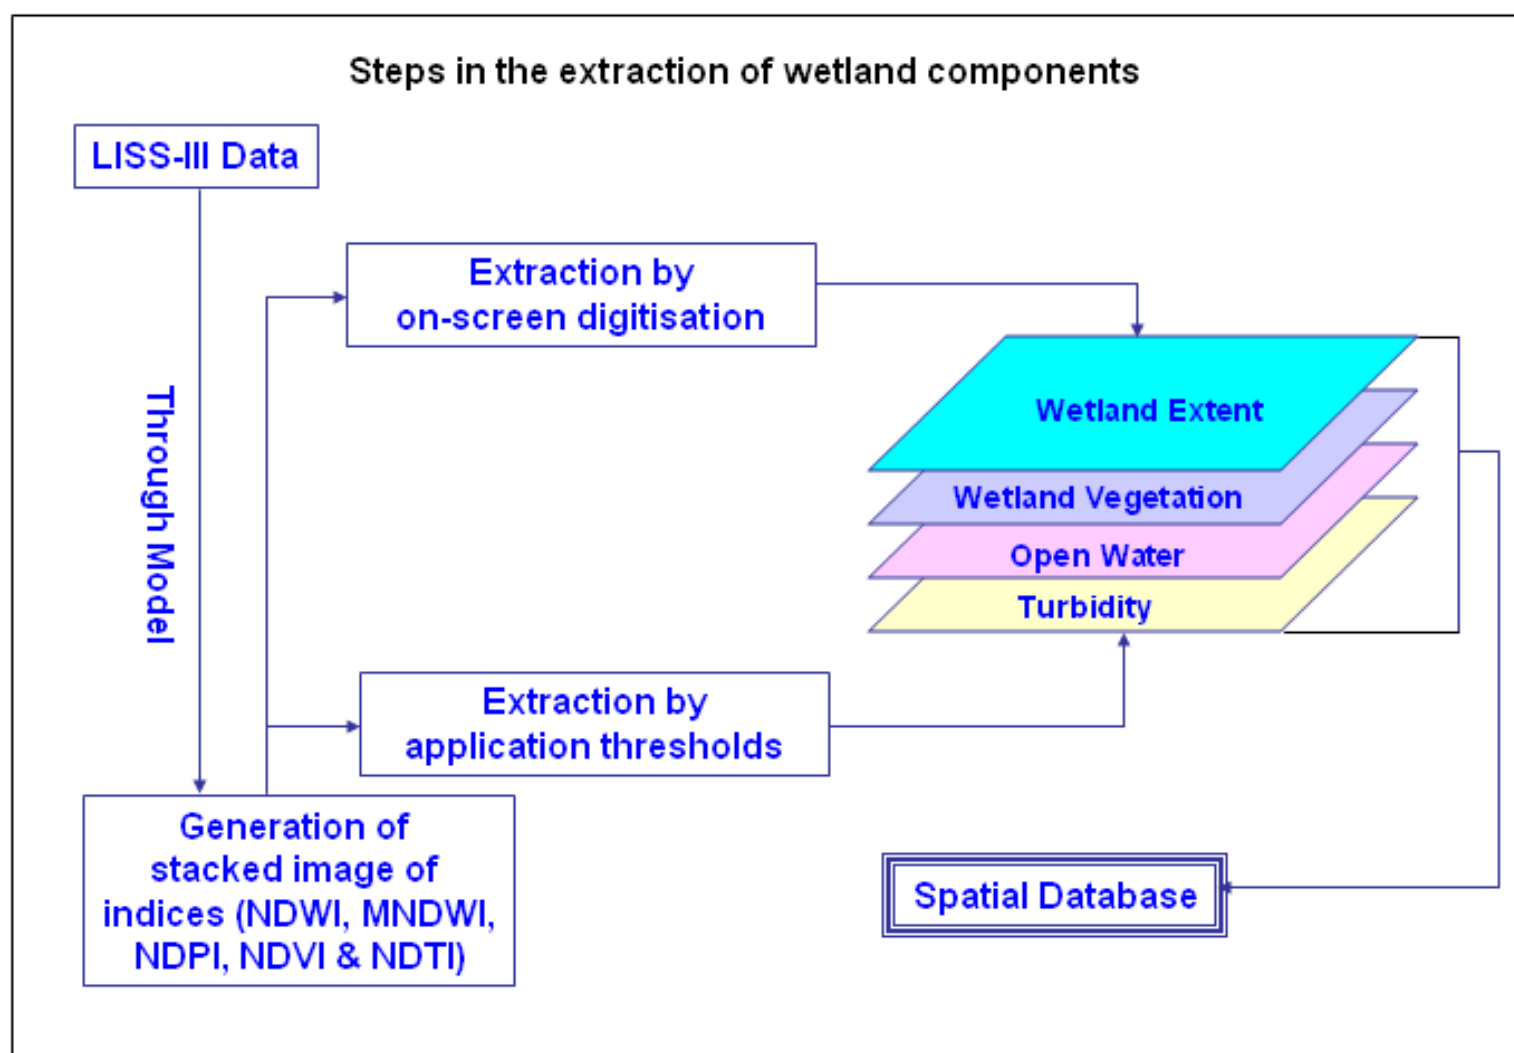 Steps in the extraction of wetland components
LISS-III Data
Through Model
Extraction by
on-screen digitisation
Wetland Extent
Wetland Vegetation
Open Water
Turbidity
Extraction by
application thresholds
Generation of
stacked image of
indices (NDWI, MNDWI,
NDPI, NDVI & NDTI)
Spatial Database